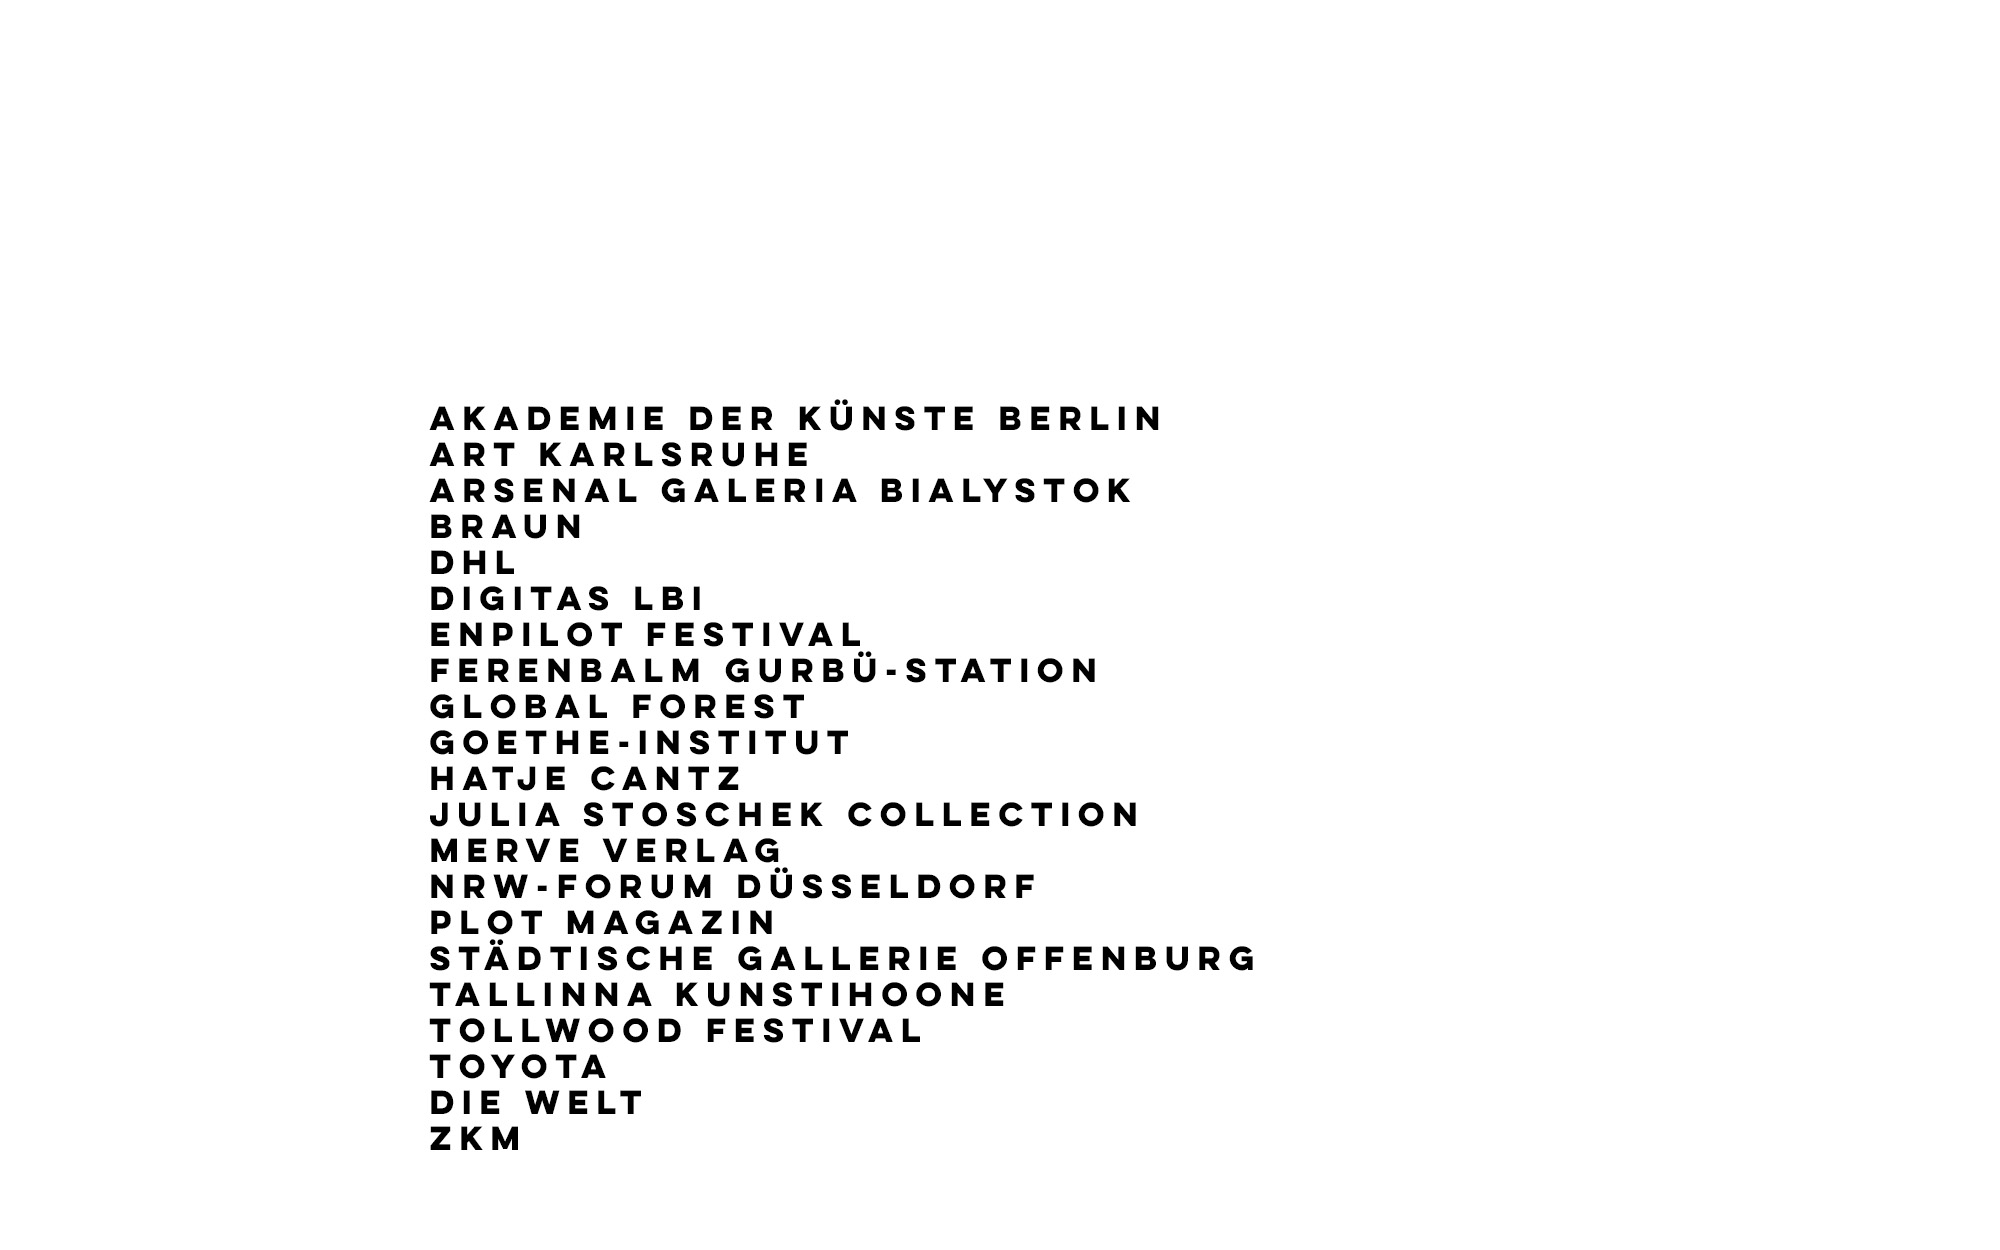 AKADEMIE DER KÜNSTE BERLIN
ART KARLSRUHE
ARSENAL GALERIA BIALYSTOK
BRAUN
DHL
DIGITAS LBI
ENPILOT FESTIVAL
FERENBALM GURBÜ-STATION
GLOBAL FOREST
GOETHE-INSTITUT
HATJE CANTZ
JULIA STOSCHEK COLLECTION
MERVE VERLAG
NRW-FORUM DÜSSELDORF
PLOT MAGAZIN
STÄDTISCHE GALLERIE OFFENBURG
TALLINNA KUNSTIHOONE
TOLLWOOD FESTIVAL
TOYOTA
DIE WELT
ZKM